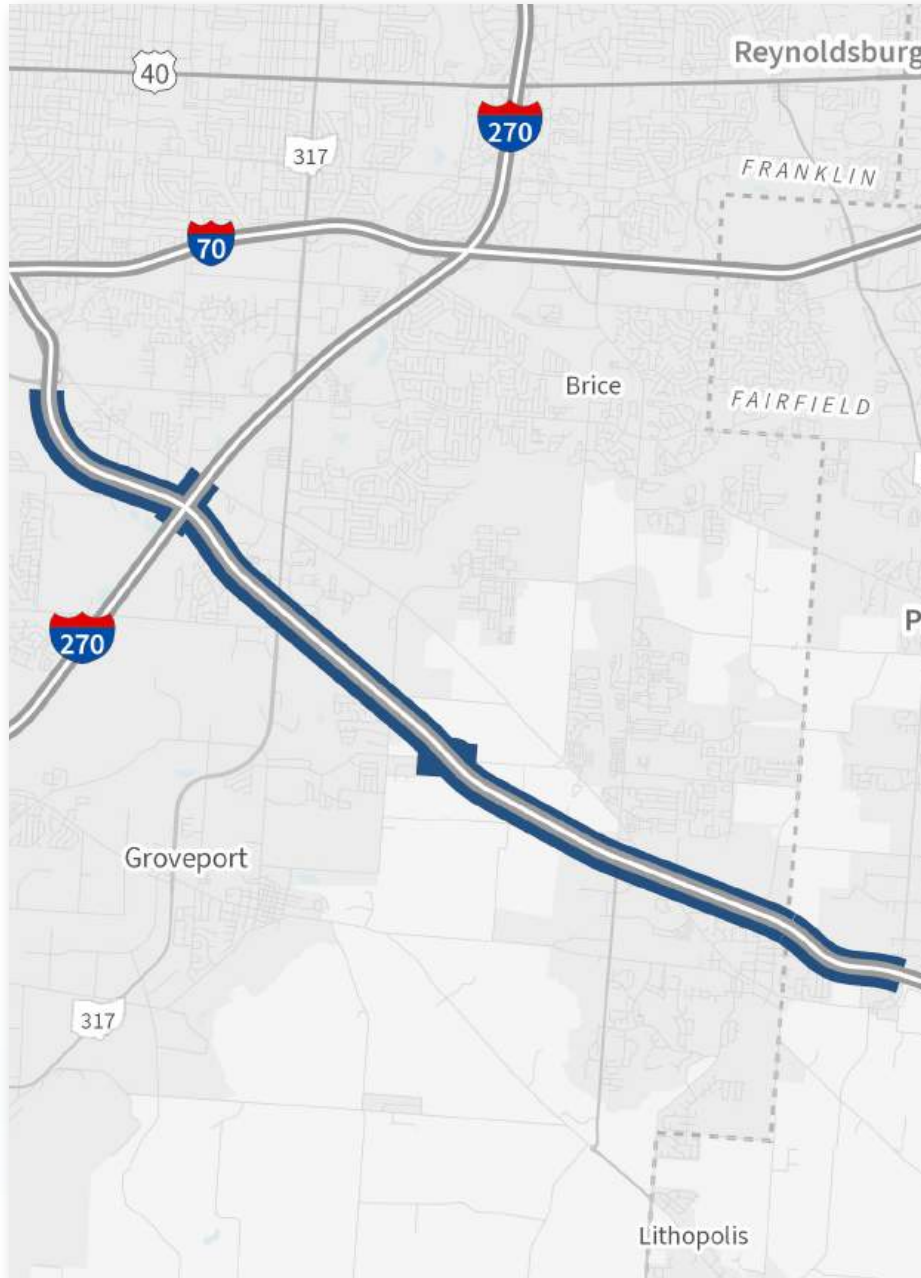 Reynoldsburg
40
270
317
FRANKLIN
70
Brice
FAIRFIELD
P
270
Groveport
317
Lithopolis